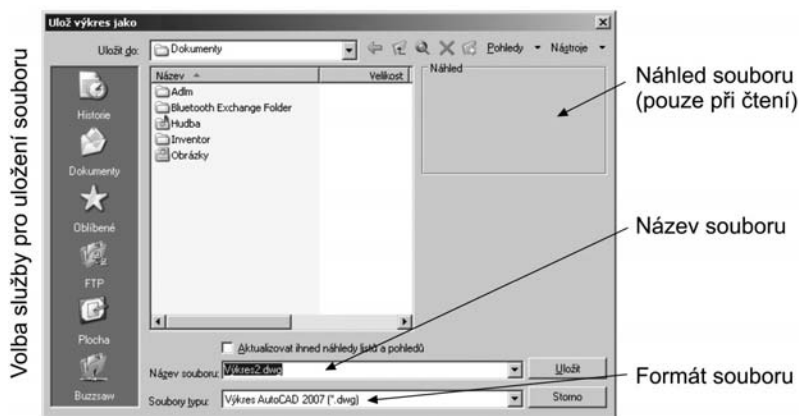 Ulož výkres jako
Uložit do:
Dokumenty
Pohledy
Nástroje
Volba služby pro uložení souboru
Historie
Dokumenty
Oblíbené
FTP
Plocha
Buzzsaw
Název
Velikost
Adlm
Bluetooth Exchange Folder
Hudba
Inventor
Obrázky
Náhled
Náhled souboru
(pouze při čtení)
Název souboru
Formát souboru
Aktualizovat ihned náhledy listů a pohledů
Název souboru:
Výkres2.dwg
Uložit
Soubory typu:
Výkres AutoCAD 2007 (*.dwg)
Storno